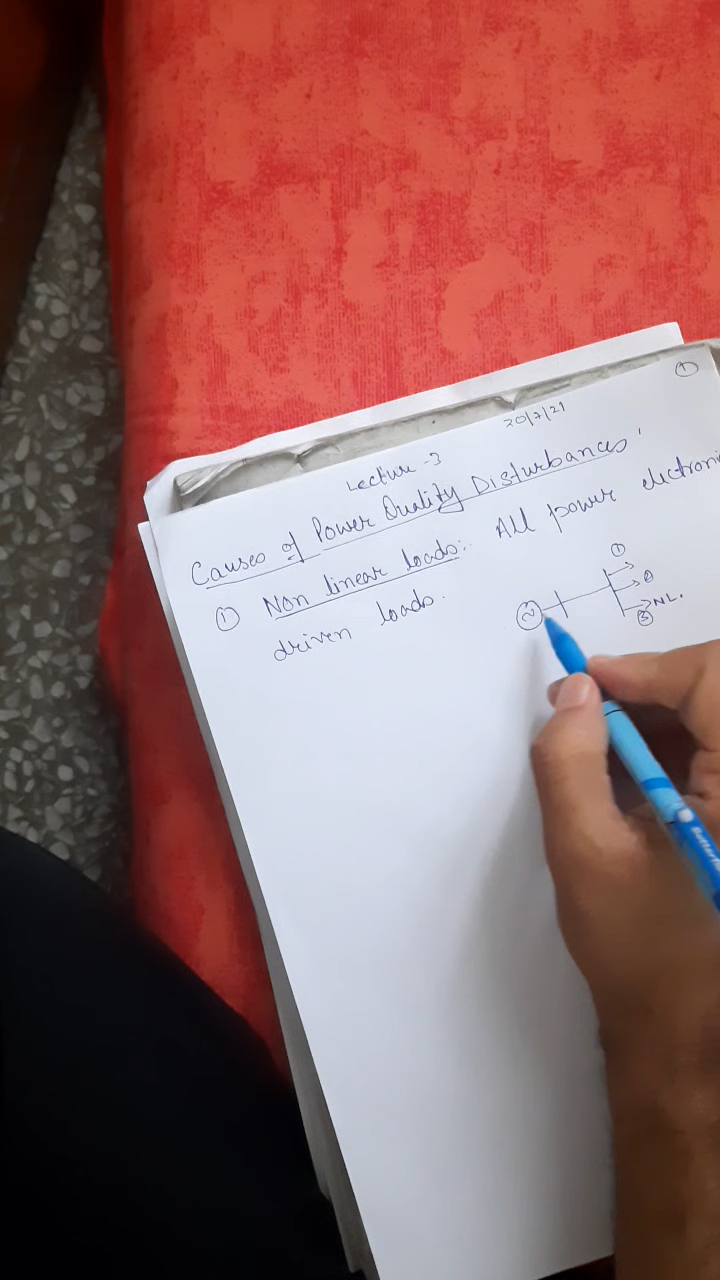 ①
20/7/21
Lecture -3
Causes of Power Quality Disturbances'
① Non linear loads:- All power electroni
driven loads.
①
②
NL.
③